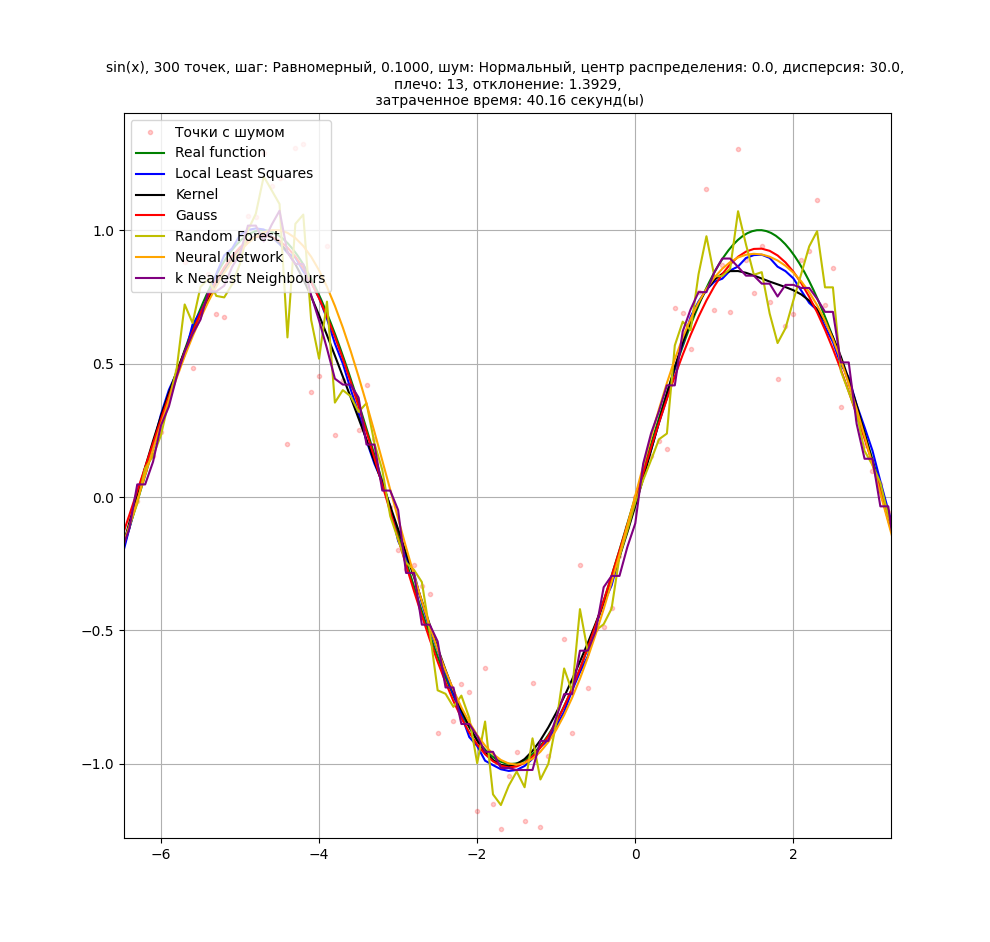 sin(x), 300 точек, шаг: Равномерный, 0.1000, шум: Нормальный, центр распределения: 0.0, дисперсия: 30.0,
плечо: 13, отклонение: 1.3929,
затраченное время: 40.16 секунд(ы)
Точки с шумом
Real function
Local Least Squares
Kernel
Gauss
Random Forest
Neural Network
k Nearest Neighbours
1.0
0.5
0.0
−0.5
−1.0
−6 −4 −2 0 2